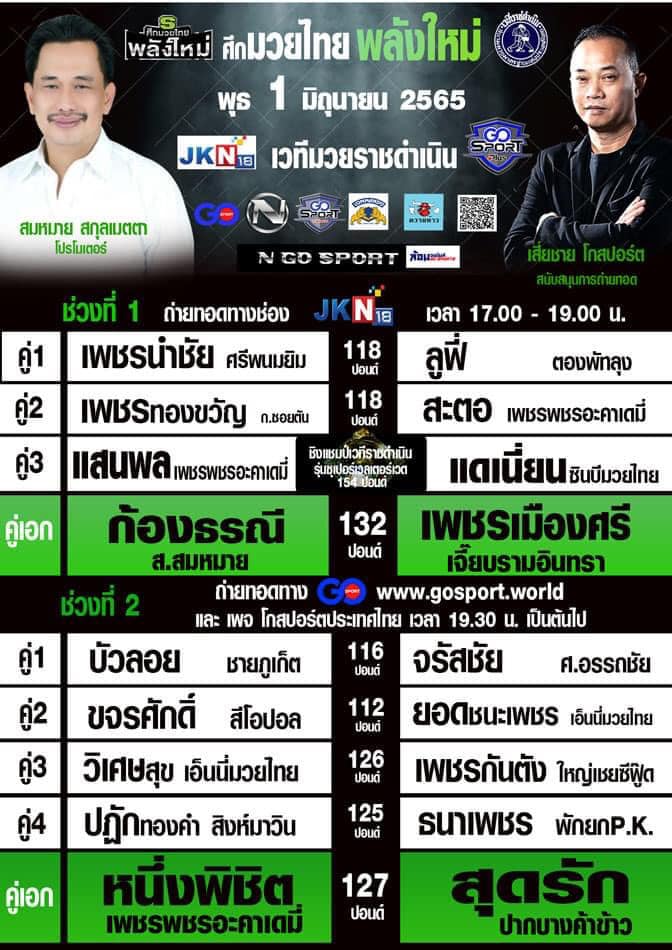 S
ศึกมวยไทย
พลังใหม่
ศึกมวยไทย พลังใหม่
พุธ 1 มิถุนายน 2565
JKN18 เวทีมวยราชดำเนิน GO SPORT Plus
GO SPORT N GO SPORT Plus ควายขาว
สมหมาย สกุลเมตตา
โปรโมเตอร์
N GO SPORT
เสี่ยชาย โกสปอร์ต
สนับสนุนการถ่ายทอด
ช่วงที่ 1 ถ่ายทอดทางช่อง JKN18 เวลา 17.00 - 19.00 น.
คู่1 เพชรน้ำชัย ศรีพนมยิม 118 ปอนด์ ลูฟี่ ตองพัทลุง
คู่2 เพชรทองขวัญ ก.ซอยตัน 118 ปอนด์ สะตอ เพชรพชรอะคาเดมี่
คู่3 แสนพล เพชรพชรอะคาเดมี่ ชิงแชมป์เวทีราชดำเนิน รุ่นซุเปอร์เวลเตอร์เวต 154 ปอนด์ แดเนี่ยน ซินบีมวยไทย
คู่เอก ก้องธรณี ส.สมหมาย 132 ปอนด์ เพชรเมืองศรี เจี๊ยบรามอินทรา
ช่วงที่ 2 ถ่ายทอดทาง GO SPORT www.gosport.world
และ เพจ โกสปอร์ตประเทศไทย เวลา 19.30 น. เป็นต้นไป
คู่1 บัวลอย ชายภูเก็ต 116 ปอนด์ จรัสชัย ศ.อรรถชัย
คู่2 ขจรศักดิ์ สีโอปอล 112 ปอนด์ ยอดชนะเพชร เอ็นนี่มวยไทย
คู่3 วิเศษสุข เอ็นนี่มวยไทย 126 ปอนด์ เพชรกันตัง ใหญ่เชยซีฟู้ด
คู่4 ปฏักทองคำ สิงห์มาวิน 125 ปอนด์ ธนาเพชร พักยกP.K.
คู่เอก หนึ่งพิชิต เพชรพชรอะคาเดมี่ 127 ปอนด์ สุดรัก ปากบางค้าข้าว